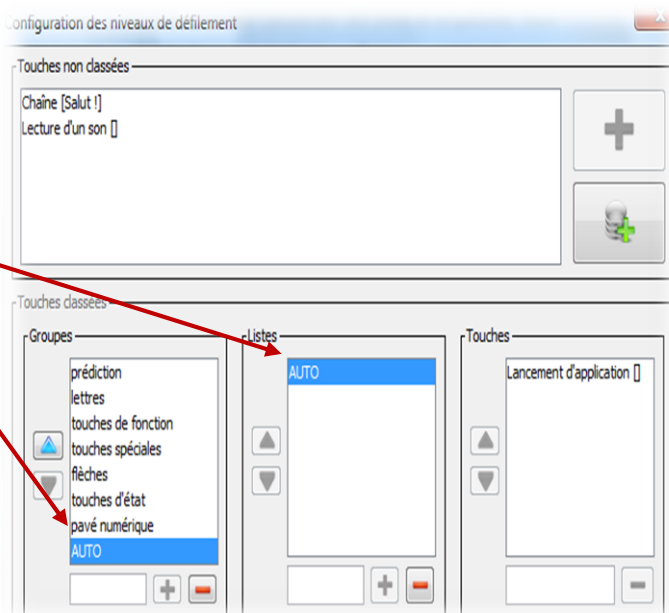 Configuration des niveaux de défilement
Touches non classées
Chaîne [Salut !]
Lecture d'un son []
Touches classées
Groupes
prédiction
lettres
touches de fonction
touches spéciales
flèches
touches d'état
pavé numérique
AUTO
Listes
AUTO
Touches
Lancement d'application []